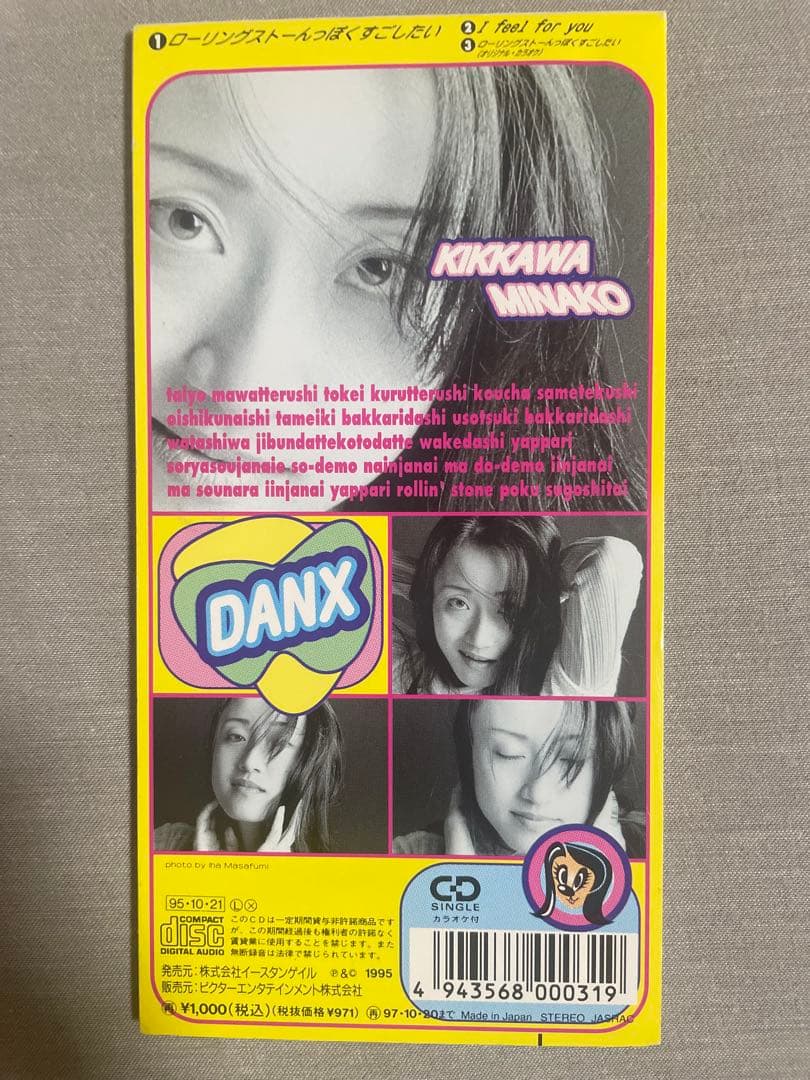 ❶ローリングストーんっぽくすごしたい
❷I feel for you
❸ローリングストーんっぽくすごしたい
(オリジナル・カラオケ)
KIKKAWA
MINAKO
taiyo mawatterushi tokei kurutterushi koucha sametekushi
oishikunaishi tameiki bakkaridashi usotsuki bakkaridashi
watashiwa jibundattekotodatte wakedashi yappari
soryasoujanaie so-demo nainjanai ma do-demo iinjanai
ma sounara iinjanai yappari rollin' stone poku sugoshitai
DANX
photo by Iha Masafumi
95・10・21 Ⓛ Ⓧ
COMPACT
disc
DIGITAL AUDIO
このCDは一定期間貸与非許諾商品です
が、この期間経過後も権利者の許諾なく
賃貸業に使用することを禁じます。また
無断録音は法律で禁じられています。
発売元：株式会社イースタンゲイル ℗&© 1995
販売元：ビクターエンタテインメント株式会社
CD
SINGLE
カラオケ付
4 943568 000319
㊢ ¥1,000(税込)(税抜価格¥971) ㊢ 97・10・20まで Made in Japan STEREO JASRAC